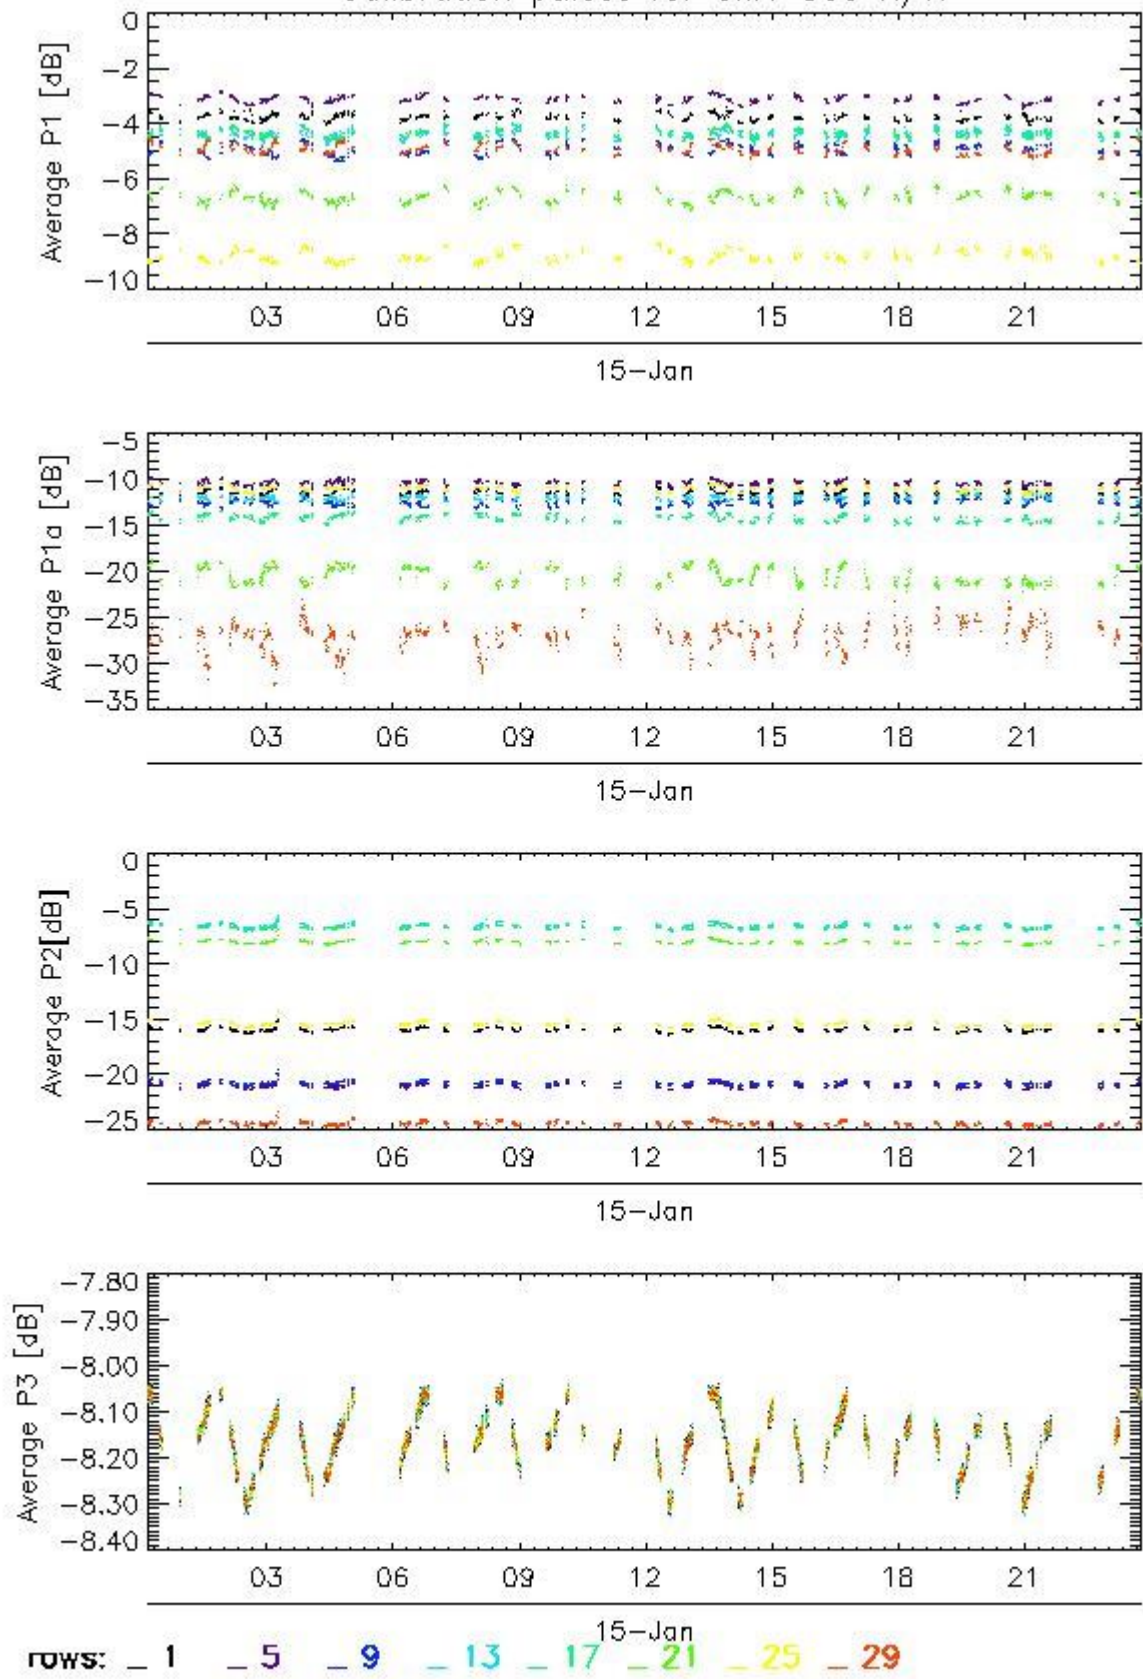 0
-2
-4
-6
-8
-10
Average P1 [dB]
03 06 09 12 15 18 21
15-Jan
-5
-10
-15
-20
-25
-30
-35
Average P1a [dB]
03 06 09 12 15 18 21
15-Jan
0
-5
-10
-15
-20
-25
Average P2[dB]
03 06 09 12 15 18 21
15-Jan
-7.80
-7.90
-8.00
-8.10
-8.20
-8.30
-8.40
Average P3 [dB]
03 06 09 12 15 18 21
15-Jan
rows: _ 1 _ 5 _ 9 _ 13 _ 17 _ 21 _ 25 _ 29